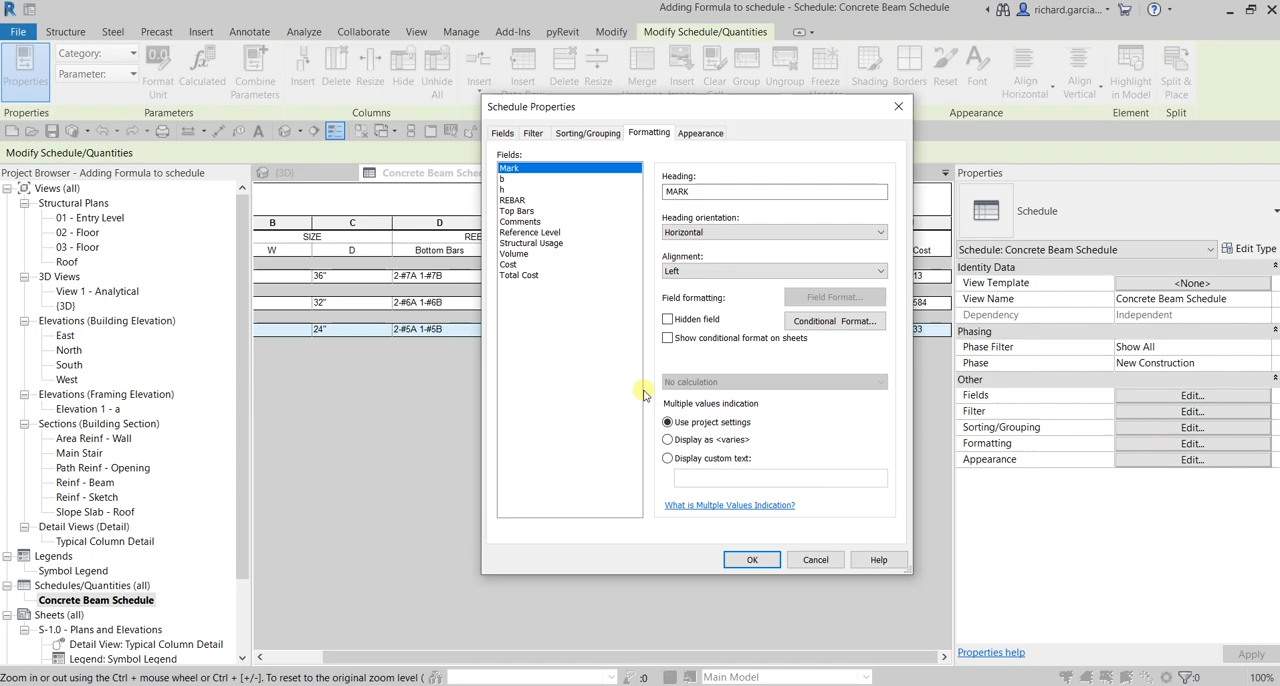 Adding Formula to schedule - Schedule: Concrete Beam Schedule
richard.garcia...
File Structure Steel Precast Insert Annotate Analyze Collaborate View Manage Add-Ins pyRevit Modify Modify Schedule/Quantities
Category:
Parameter:
Properties Format Unit Calculated Combine Parameters Insert Delete Resize Hide Unhide All Insert Insert Delete Resize Merge Insert Clear Group Ungroup Freeze Shading Borders Reset Font Align Horizontal Align Vertical Highlight in Model Split & Place
Properties Parameters Columns Appearance Element Split
Modify Schedule/Quantities
Project Browser - Adding Formula to schedule
Views (all)
Structural Plans
01 - Entry Level
02 - Floor
03 - Floor
Roof
3D Views
View 1 - Analytical
{3D}
Elevations (Building Elevation)
East
North
South
West
Elevations (Framing Elevation)
Elevation 1 - a
Sections (Building Section)
Area Reinf - Wall
Main Stair
Path Reinf - Opening
Reinf - Beam
Reinf - Sketch
Slope Slab - Roof
Detail Views (Detail)
Typical Column Detail
Legends
Symbol Legend
Schedules/Quantities (all)
Concrete Beam Schedule
Sheets (all)
S-1.0 - Plans and Elevations
Detail View: Typical Column Detail
Legend: Symbol Legend
{3D}
Concrete Beam Sche
B C D
SIZE
W D Bottom Bars Cost
36" 2-#7A 1-#7B 13
32" 2-#6A 1-#6B 584
24" 2-#5A 1-#5B 33
Schedule Properties
Fields Filter Sorting/Grouping Formatting Appearance
Fields:
Mark
b
h
REBAR
Top Bars
Comments
Reference Level
Structural Usage
Volume
Cost
Total Cost
Heading:
MARK
Heading orientation:
Horizontal
Alignment:
Left
Field formatting:
Field Format...
Hidden field
Conditional Format...
Show conditional format on sheets
No calculation
Multiple values indication
Use project settings
Display as <varies>
Display custom text:
What is Multple Values Indication?
OK Cancel Help
Properties
Schedule
Schedule: Concrete Beam Schedule
Edit Type
Identity Data
View Template <None>
View Name Concrete Beam Schedule
Dependency Independent
Phasing
Phase Filter Show All
Phase New Construction
Other
Fields Edit...
Filter Edit...
Sorting/Grouping Edit...
Formatting Edit...
Appearance Edit...
Properties help
Apply
Zoom in or out using the Ctrl + mouse wheel or Ctrl + [+/-]. To reset to the original zoom level (
:0
Main Model
:0
100%